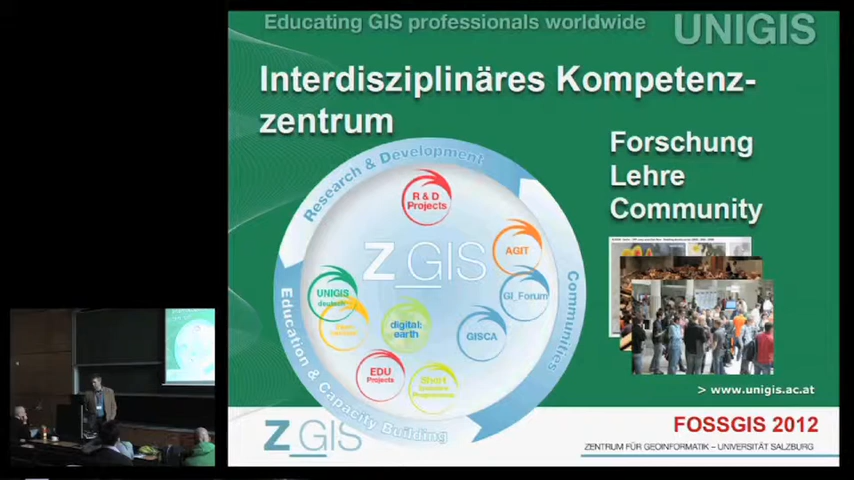 Educating GIS professionals worldwide
UNIGIS
Interdisziplinäres Kompetenz-
zentrum
Forschung
Lehre
Community
Research & Development
R & D
Projects
AGIT
Z_GIS
UNIGIS
GI_Forum
Communities
digital:
earth
GISCA
EDU
Projects
Short
Education & Capacity Building
> www.unigis.ac.at
Z_GIS
FOSSGIS 2012
ZENTRUM FÜR GEOINFORMATIK – UNIVERSITÄT SALZBURG